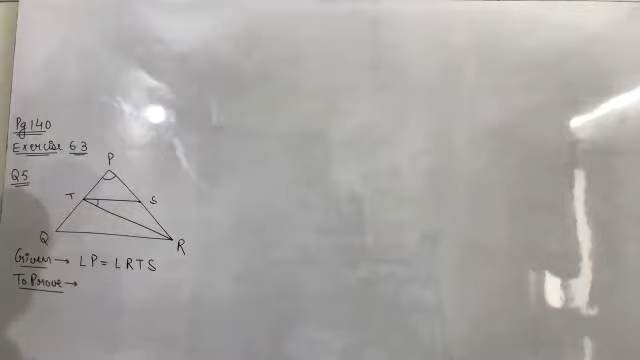 Pg 140
Exercise 6.3
Q5
P
T
S
Q
R
Given → ∠P = ∠RTS
To Prove →